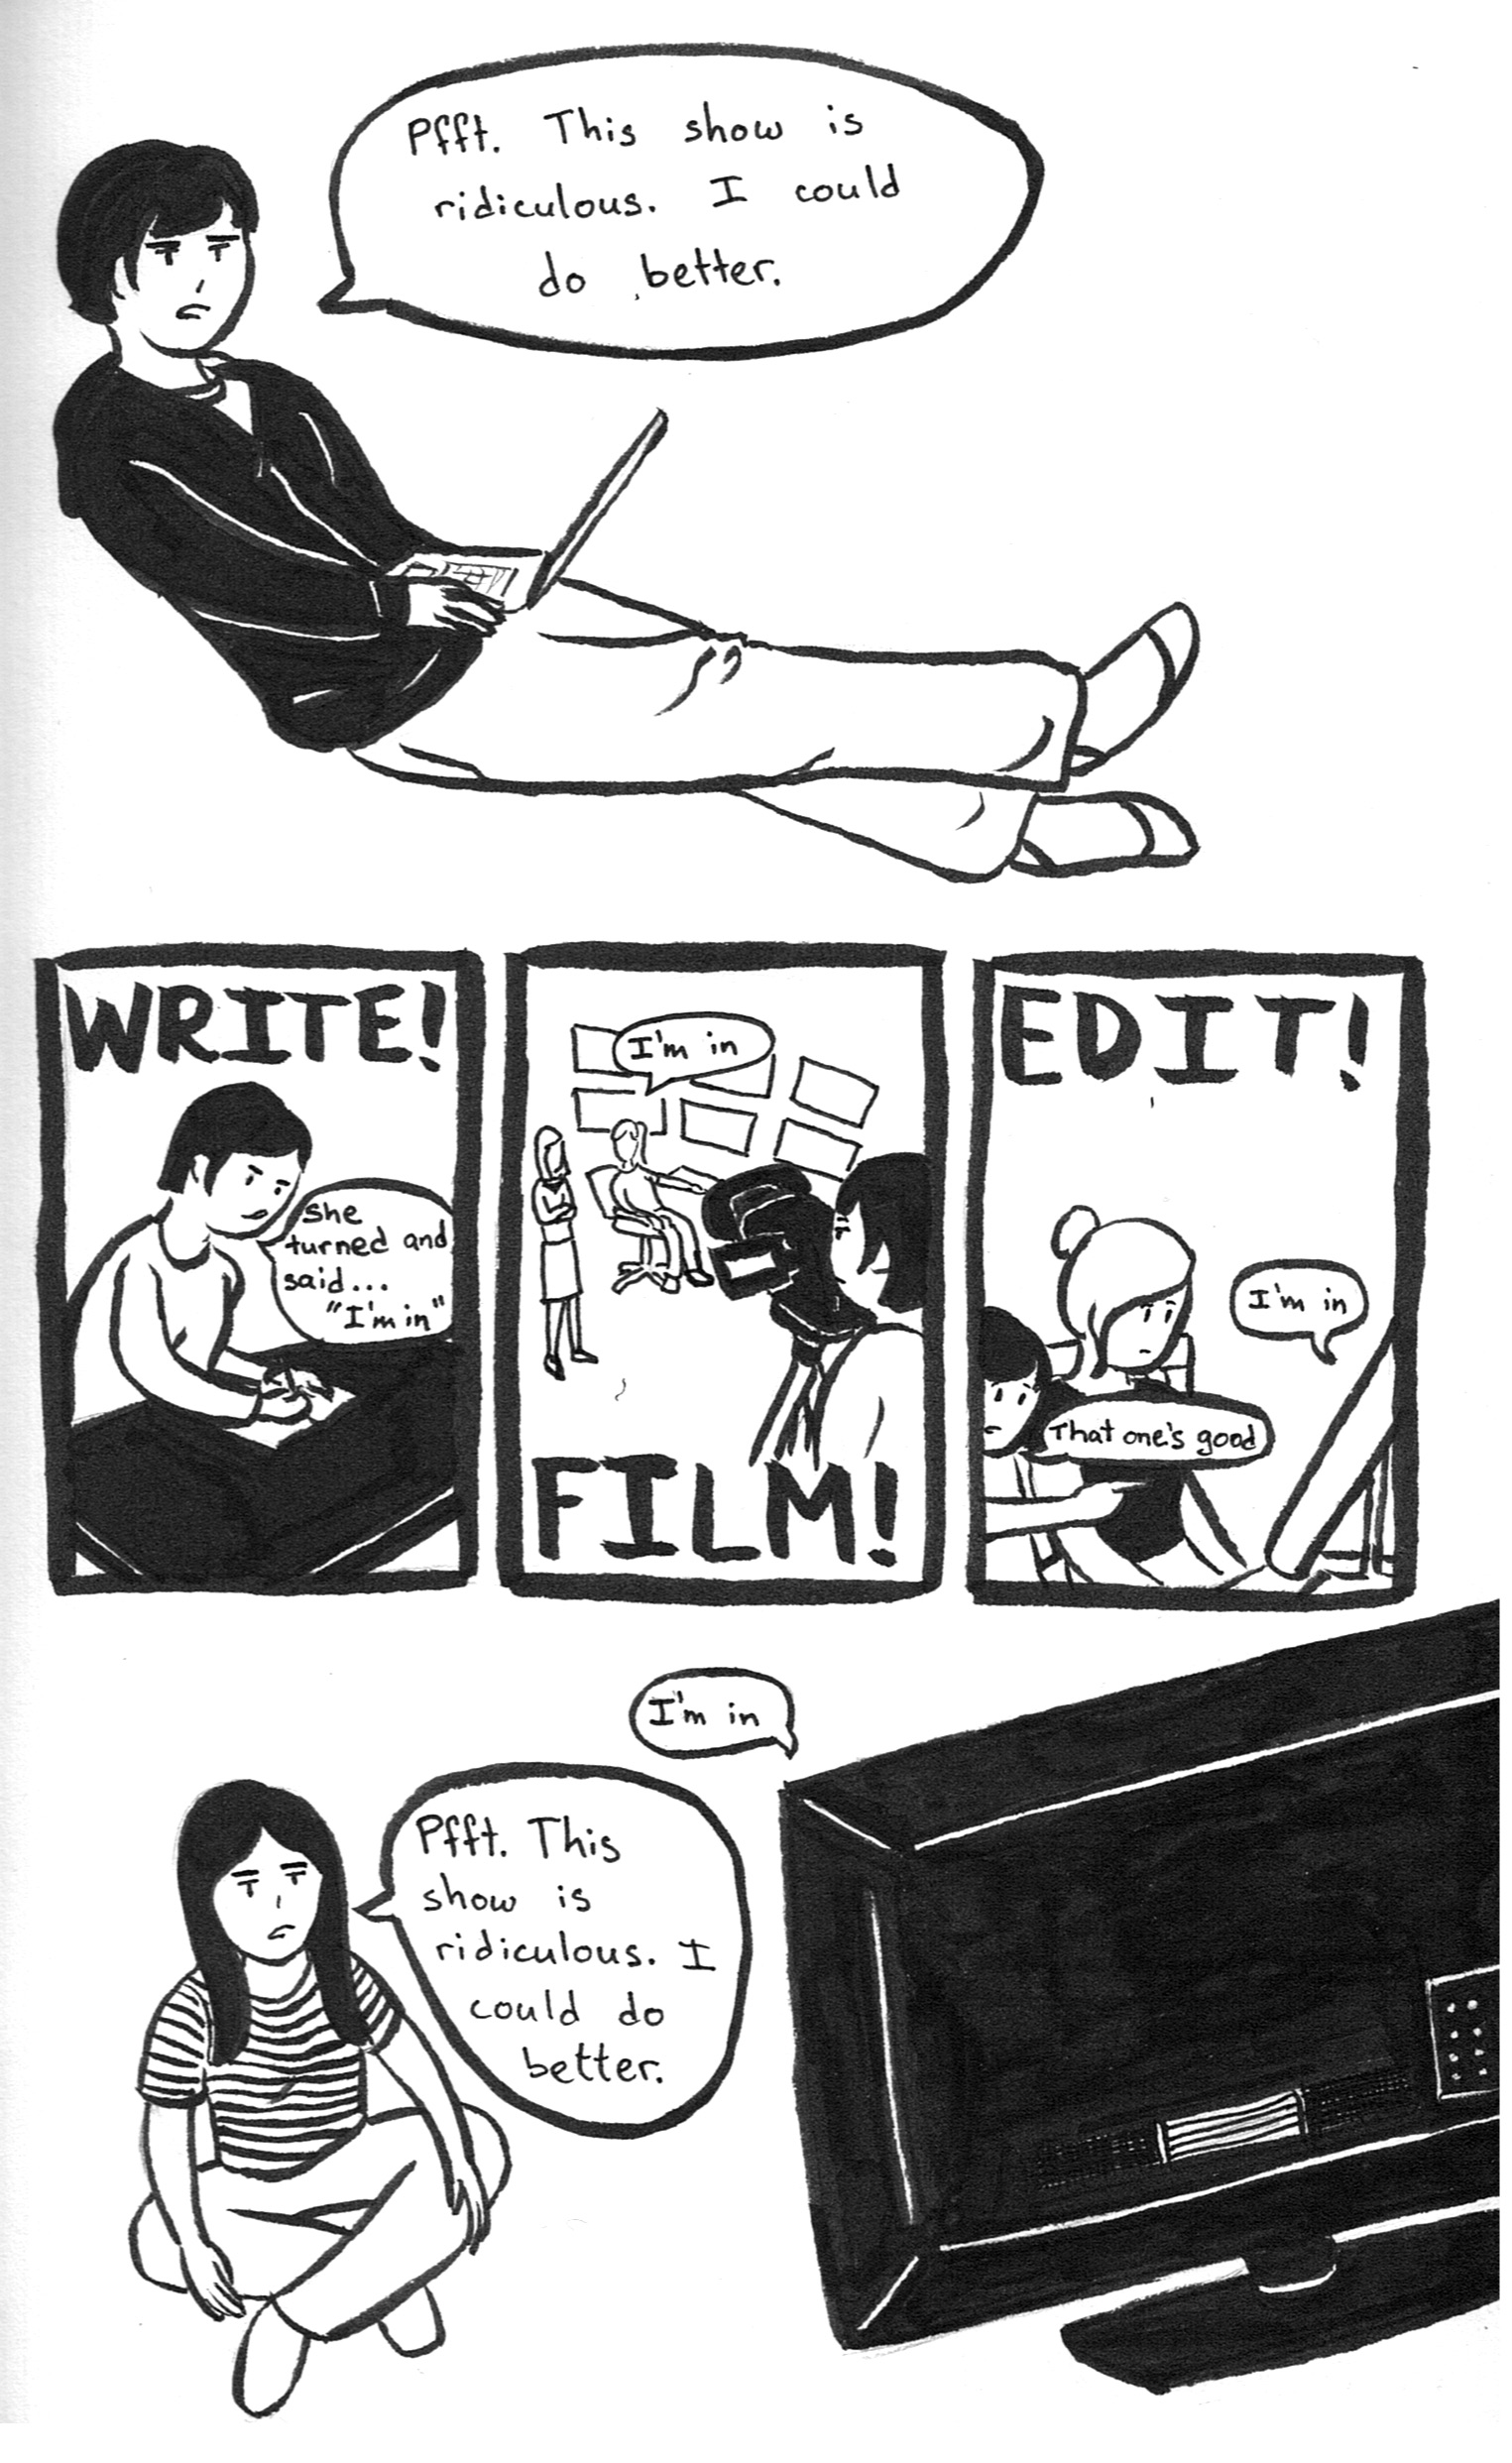 Pfft. This show is
ridiculous. I could
do better.
WRITE!
she
turned and
said...
"I'm in"
I'm in
FILM!
EDIT!
I'm in
That one's good
I'm in
Pfft. This
show is
ridiculous. I
could do
better.